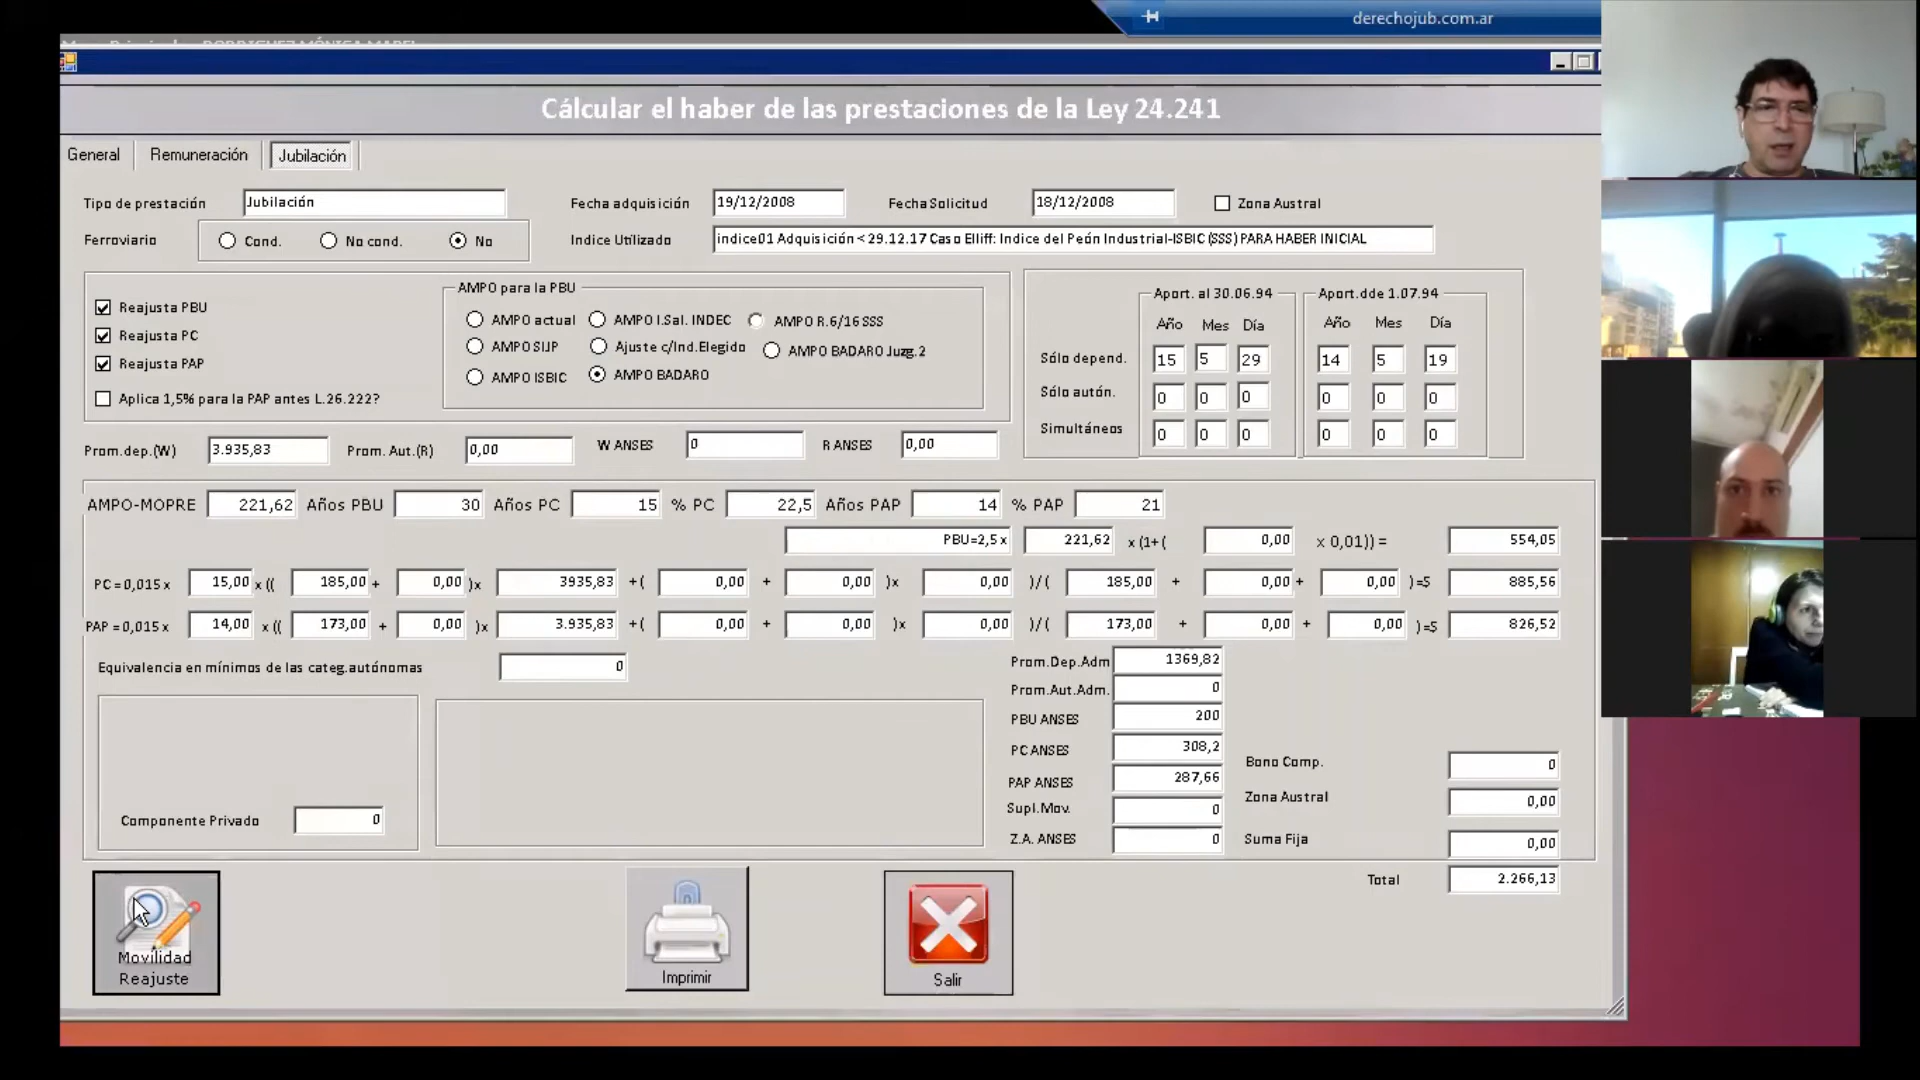 derechojub.com.ar
Cálcular el haber de las prestaciones de la Ley 24.241
General Remuneración Jubilación
Tipo de prestación Jubilación Fecha adquisición 19/12/2008 Fecha Solicitud 18/12/2008 Zona Austral
Ferroviario Cond. No cond. No Indice Utilizado indice01 Adquisición < 29.12.17 Caso Elliff: Indice del Peón Industrial-ISBIC (SSS) PARA HABER INICIAL
AMPO para la PBU
Reajusta PBU
Reajusta PC
Reajusta PAP
Aplica 1,5% para la PAP antes L.26.222?
AMPO actual AMPO I.Sal. INDEC AMPO R.6/16 SSS
AMPO SIJP Ajuste c/Ind.Elegido AMPO BADARO Juzg.2
AMPO ISBIC AMPO BADARO
Aport. al 30.06.94 Aport.dde 1.07.94
Año Mes Día Año Mes Día
Sólo depend. 15 5 29 14 5 19
Sólo autón. 0 0 0 0 0 0
Simultáneos 0 0 0 0 0 0
Prom.dep.(W) 3.935,83 Prom. Aut.(R) 0,00 W ANSES 0 R ANSES 0,00
AMPO-MOPRE 221,62 Años PBU 30 Años PC 15 % PC 22,5 Años PAP 14 % PAP 21
PBU=2,5 x 221,62 x (1+( 0,00 x 0,01)) = 554,05
PC=0,015 x 15,00 x (( 185,00 + 0,00 )x 3935,83 +( 0,00 + 0,00 )x 0,00 )/( 185,00 + 0,00 + 0,00 )=$ 885,56
PAP =0,015 x 14,00 x (( 173,00 + 0,00 )x 3.935,83 +( 0,00 + 0,00 )x 0,00 )/( 173,00 + 0,00 + 0,00 )=$ 826,52
Equivalencia en mínimos de las categ.autónomas 0
Prom.Dep.Adm 1369,82
Prom.Aut.Adm. 0
PBU ANSES 200
PC ANSES 308,2
PAP ANSES 287,66
Supl.Mov. 0
Z.A. ANSES 0
Bono Comp. 0
Zona Austral 0,00
Suma Fija 0,00
Componente Privado 0
Total 2.266,13
Movilidad
Reajuste
Imprimir
Salir